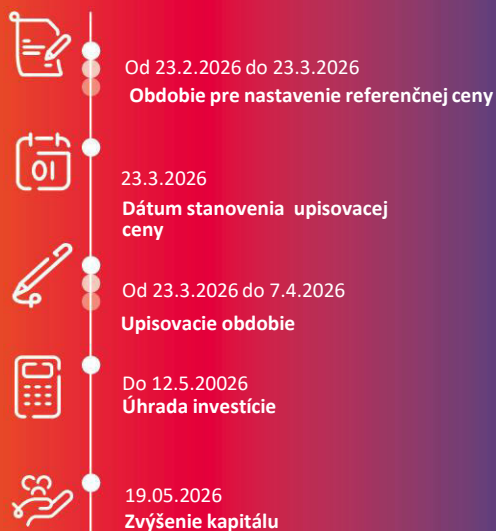 Od 23.2.2026 do 23.3.2026
Obdobie pre nastavenie referenčnej ceny
01
23.3.2026
Dátum stanovenia upisovacej
ceny
Od 23.3.2026 do 7.4.2026
Upisovacie obdobie
Do 12.5.20026
Úhrada investície
19.05.2026
Zvýšenie kapitálu